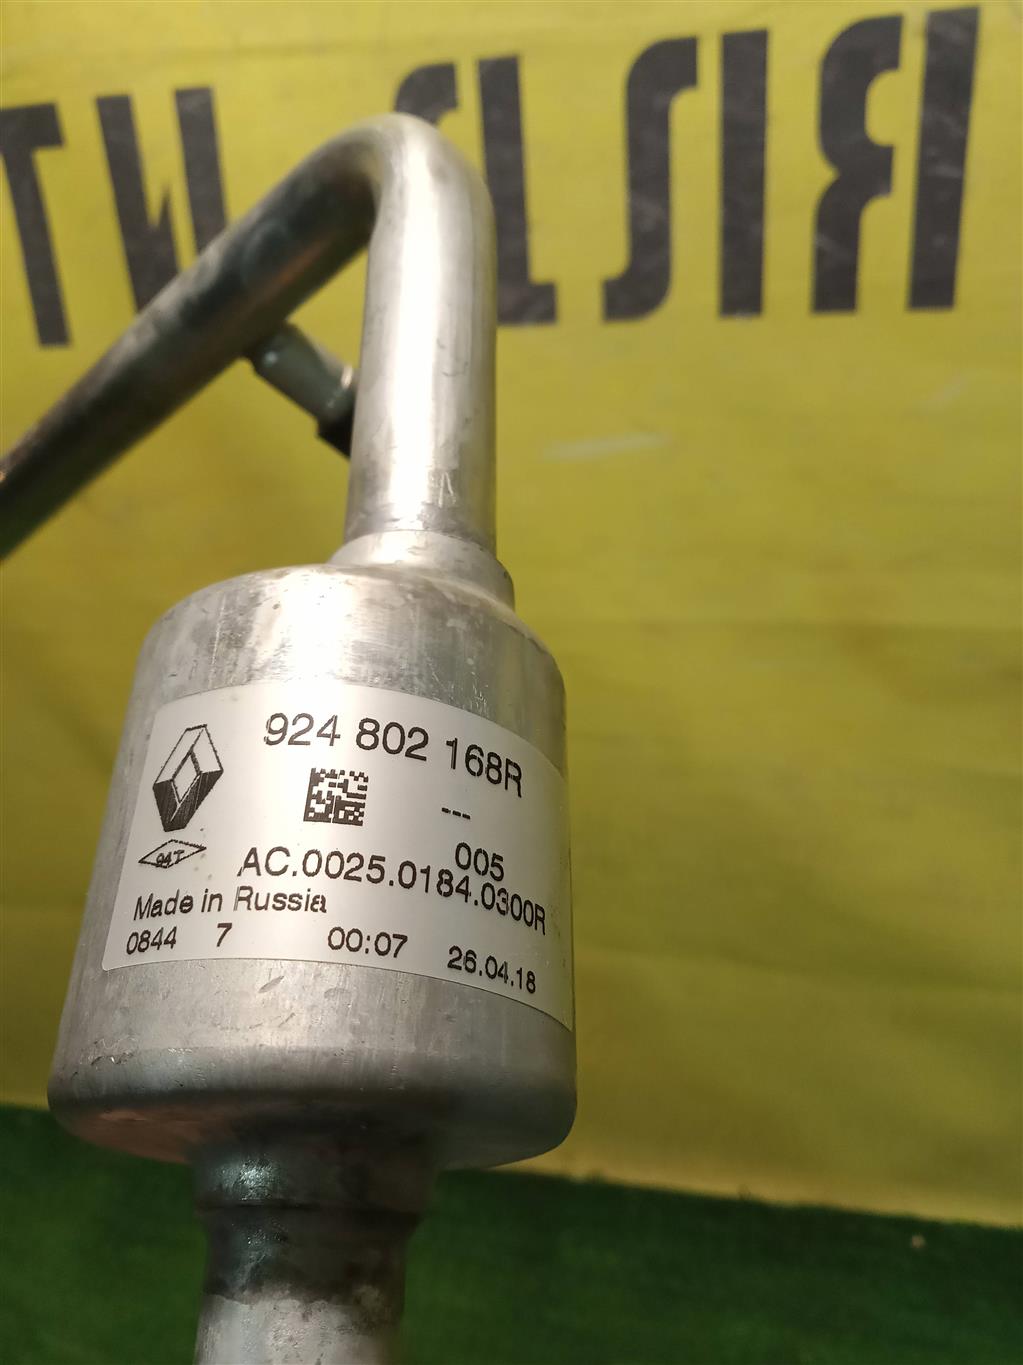 924 802 168R
---
005
AC.0025.0184.0300R
Made in Russia
0844 7 00:07 26.04.18